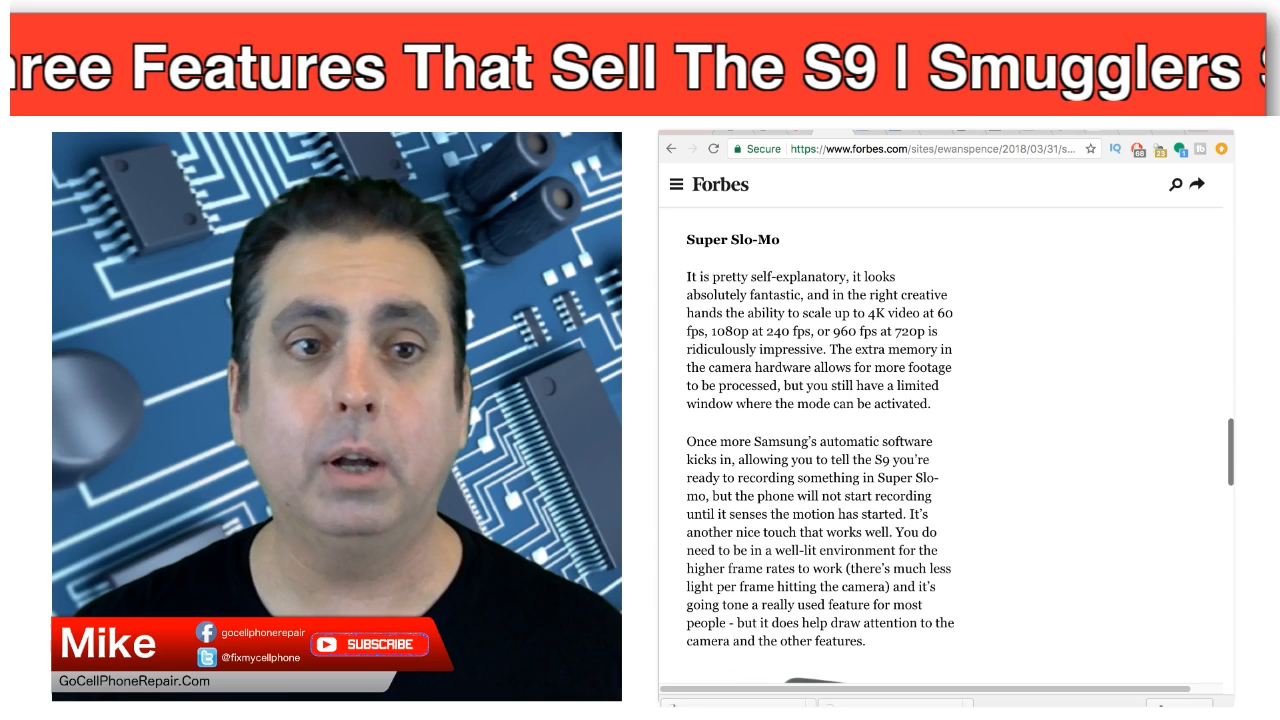 ree Features That Sell The S9 | Smugglers
Mike
gocellphonerepair
@fixmycellphone
SUBSCRIBE
GoCellPhoneRepair.Com
Secure
https://www.forbes.com/sites/ewanspence/2018/03/31/s...
IQ
68
23
1
Forbes
Super Slo-Mo
It is pretty self-explanatory, it looks
absolutely fantastic, and in the right creative
hands the ability to scale up to 4K video at 60
fps, 1080p at 240 fps, or 960 fps at 720p is
ridiculously impressive. The extra memory in
the camera hardware allows for more footage
to be processed, but you still have a limited
window where the mode can be activated.
Once more Samsung's automatic software
kicks in, allowing you to tell the S9 you're
ready to recording something in Super Slo-
mo, but the phone will not start recording
until it senses the motion has started. It's
another nice touch that works well. You do
need to be in a well-lit environment for the
higher frame rates to work (there's much less
light per frame hitting the camera) and it's
going tone a really used feature for most
people - but it does help draw attention to the
camera and the other features.